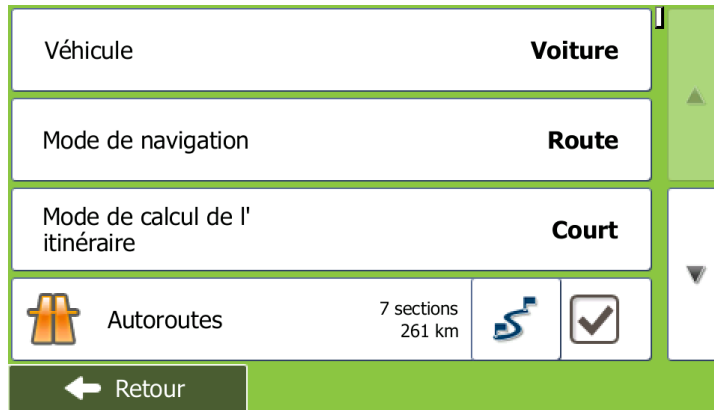 Véhicule
Voiture
Mode de navigation
Route
Mode de calcul de l'
itinéraire
Court
Autoroutes
7 sections
261 km
Retour